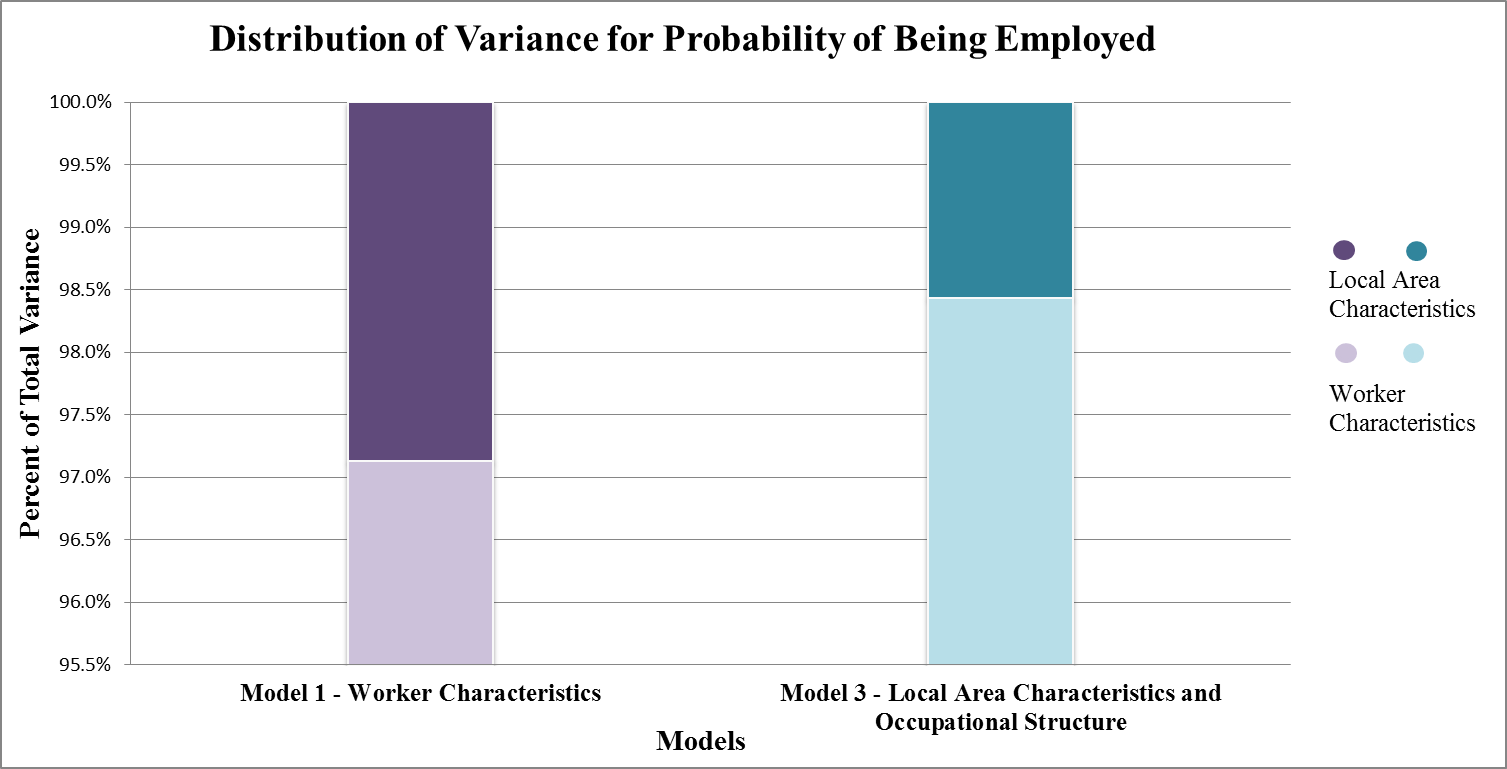 Distribution of Variance for Probability of Being Employed
Percent of Total Variance
100.0%
99.5%
99.0%
98.5%
98.0%
97.5%
97.0%
96.5%
96.0%
95.5%
Model 1 - Worker Characteristics
Model 3 - Local Area Characteristics and
Occupational Structure
Models
Local Area
Characteristics
Worker
Characteristics